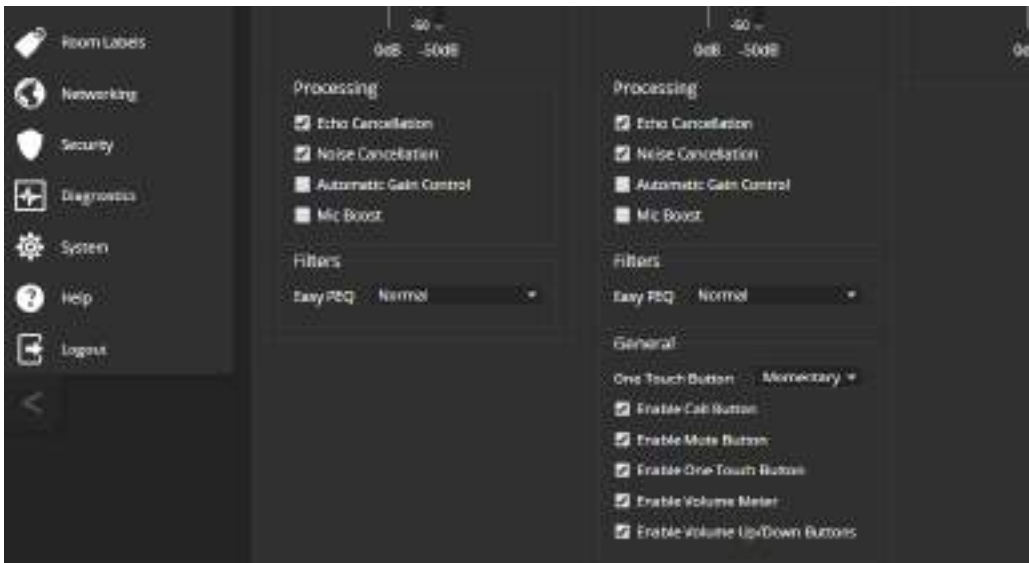 Room Labels
Networking
Security
Diagnostics
System
Help
Logout
-60
0dB -50dB
Processing
Echo Cancellation
Noise Cancellation
Automatic Gain Control
Mic Boost
Filters
Easy PEQ Normal
-60
0dB -50dB
Processing
Echo Cancellation
Noise Cancellation
Automatic Gain Control
Mic Boost
Filters
Easy PEQ Normal
General
One Touch Button Momentary
Enable Call Button
Enable Mute Button
Enable One Touch Button
Enable Volume Meter
Enable Volume Up/Down Buttons